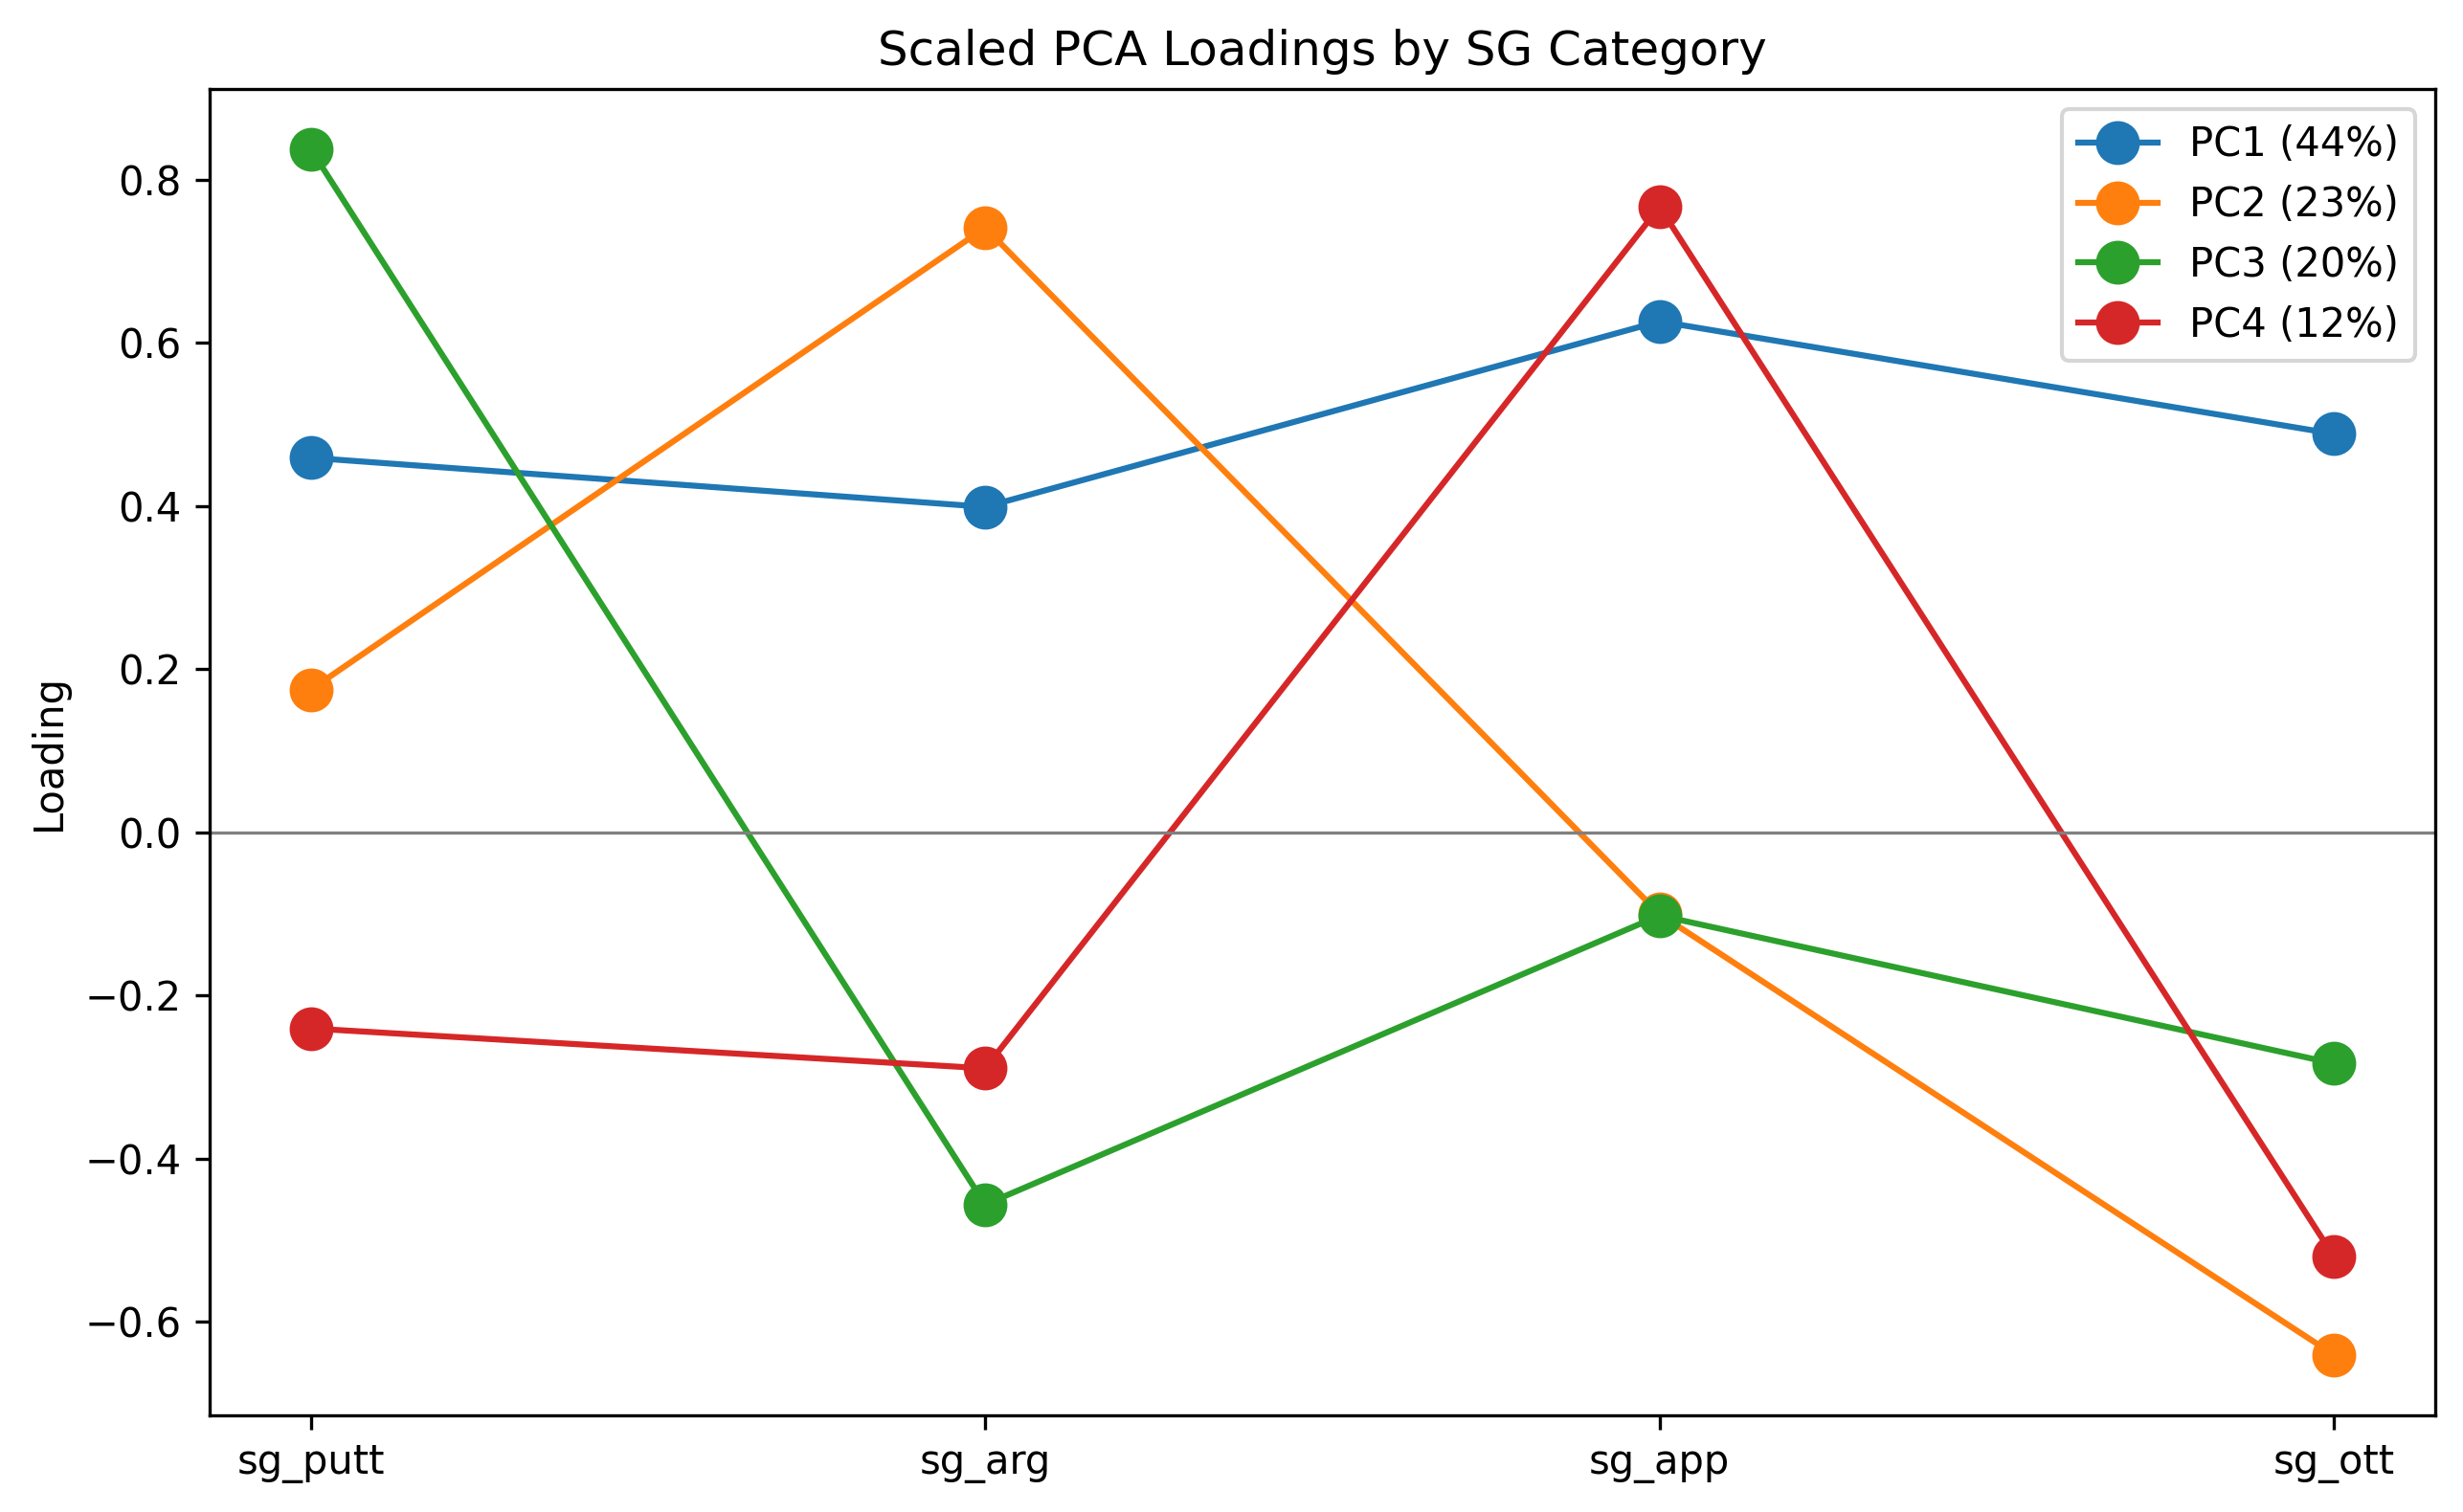 Scaled PCA Loadings by SG Category
PC1 (44%)
PC2 (23%)
PC3 (20%)
PC4 (12%)
Loading
0.8
0.6
0.4
0.2
0.0
−0.2
−0.4
−0.6
sg_putt
sg_arg
sg_app
sg_ott